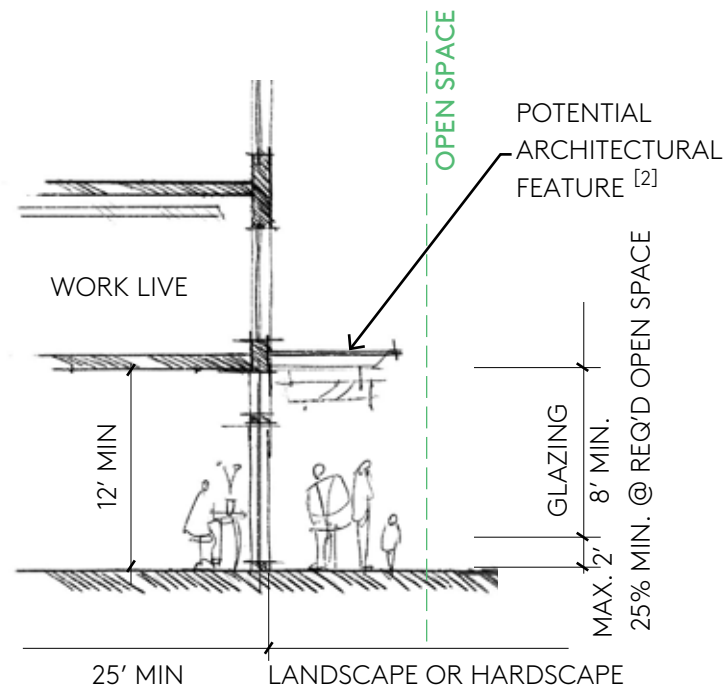 OPEN SPACE
POTENTIAL
ARCHITECTURAL
FEATURE [2]
WORK LIVE
12' MIN
GLAZING
8' MIN.
MAX. 2'
25% MIN. @ REQ'D OPEN SPACE
25' MIN
LANDSCAPE OR HARDSCAPE